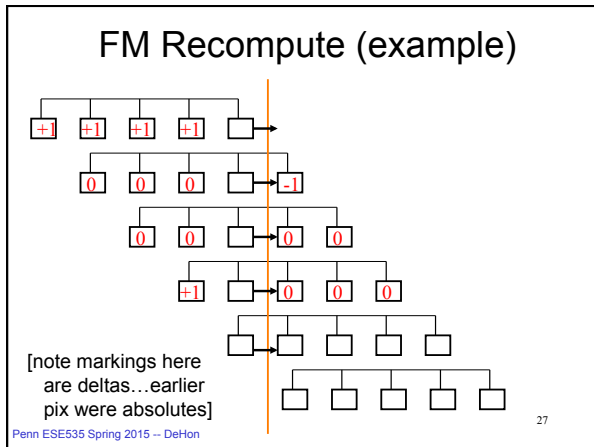 FM Recompute (example)
+1 +1 +1 +1
0 0 0 -1
0 0 0 0
+1 0 0 0
[note markings here
are deltas…earlier
pix were absolutes]
27
Penn ESE535 Spring 2015 -- DeHon